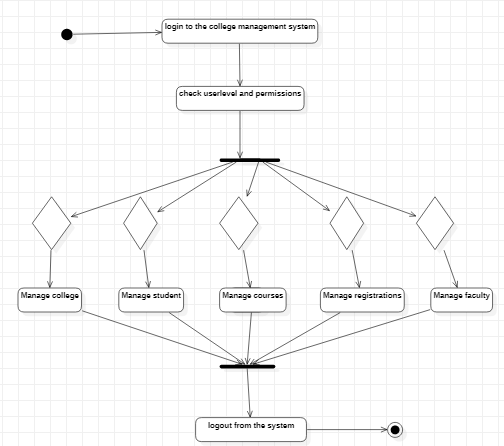 login to the college management system
check userlevel and permissions
Manage college
Manage student
Manage courses
Manage registrations
Manage faculty
logout from the system